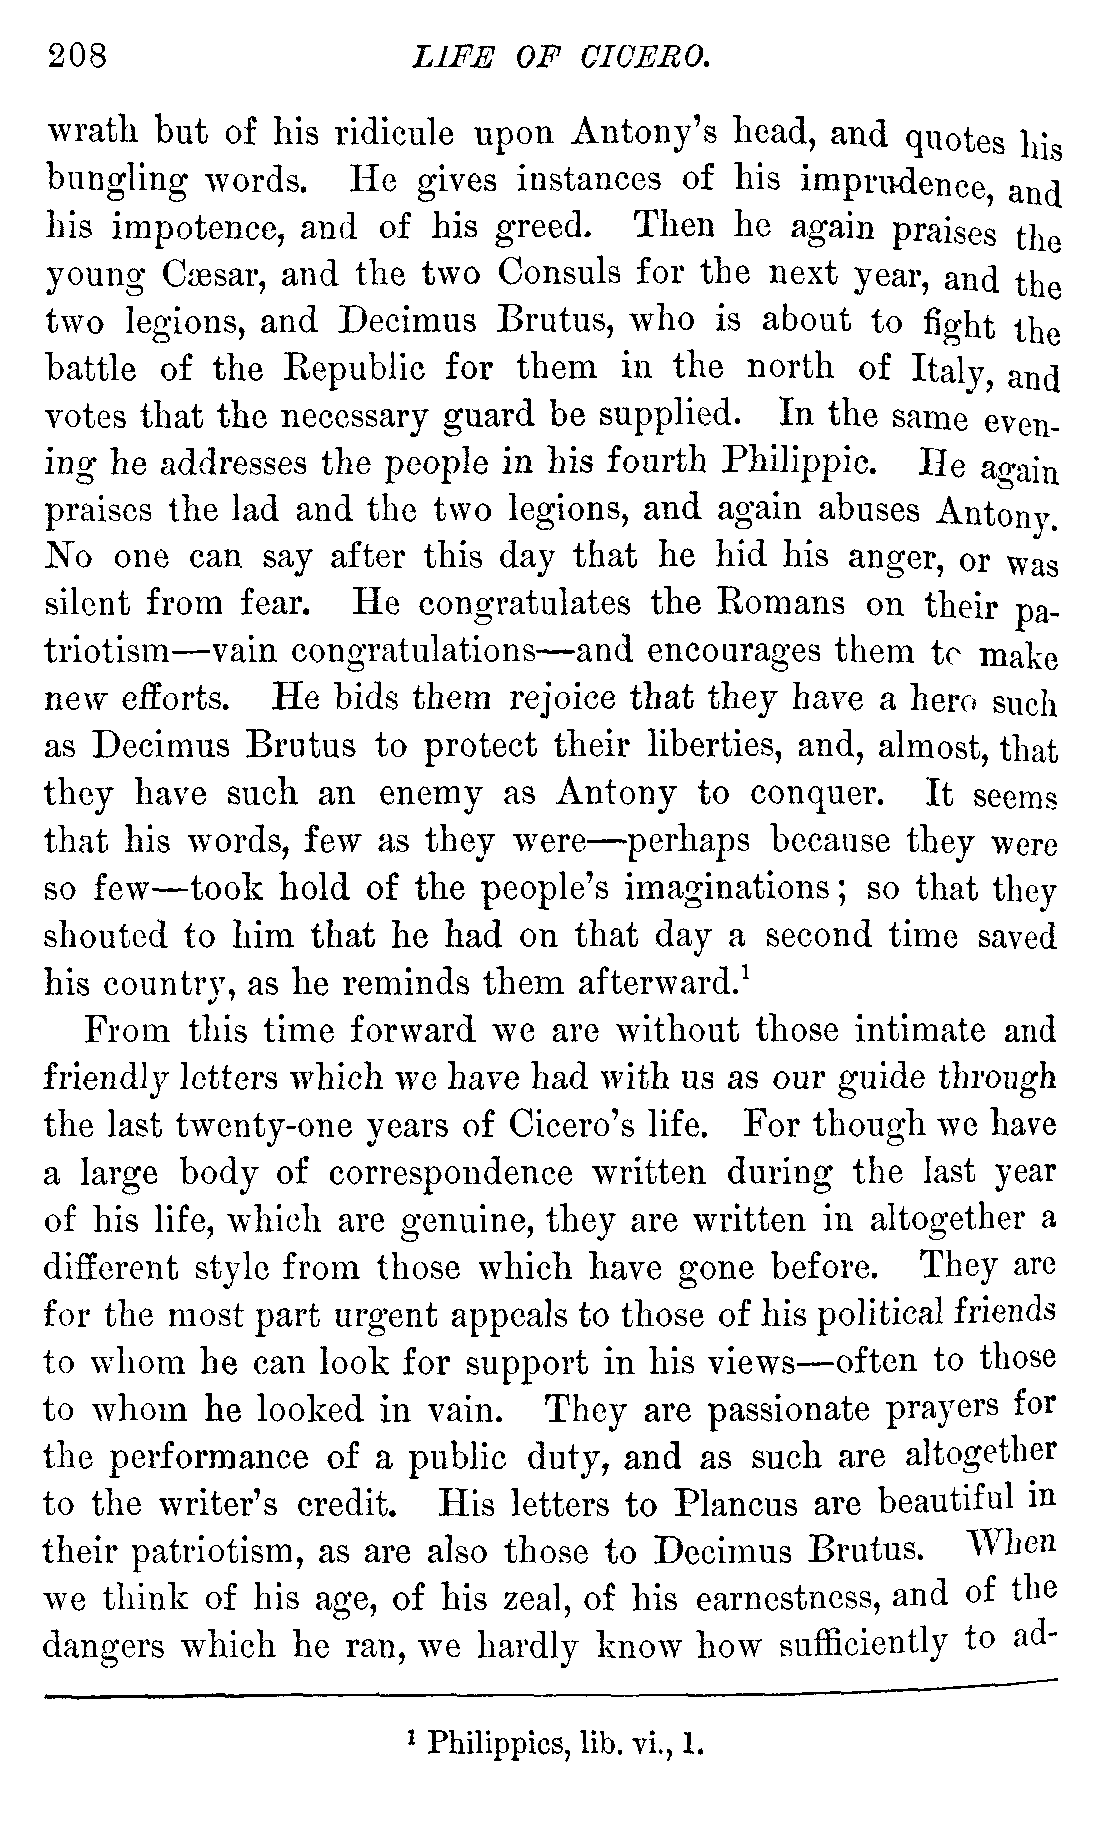 208 LIFE OF CICERO.
wrath but of his ridicule upon Antony's head, and quotes his
bungling words. He gives instances of his imprudence, and
his impotence, and of his greed. Then he again praises the
young Cæsar, and the two Consuls for the next year, and the
two legions, and Decimus Brutus, who is about to fight the
battle of the Republic for them in the north of Italy, and
votes that the necessary guard be supplied. In the same even-
ing he addresses the people in his fourth Philippic. He again
praises the lad and the two legions, and again abuses Antony.
No one can say after this day that he hid his anger, or was
silent from fear. He congratulates the Romans on their pa-
triotism—vain congratulations—and encourages them to make
new efforts. He bids them rejoice that they have a hero such
as Decimus Brutus to protect their liberties, and, almost, that
they have such an enemy as Antony to conquer. It seems
that his words, few as they were—perhaps because they were
so few—took hold of the people's imaginations; so that they
shouted to him that he had on that day a second time saved
his country, as he reminds them afterward.¹
From this time forward we are without those intimate and
friendly letters which we have had with us as our guide through
the last twenty-one years of Cicero's life. For though we have
a large body of correspondence written during the last year
of his life, which are genuine, they are written in altogether a
different style from those which have gone before. They are
for the most part urgent appeals to those of his political friends
to whom he can look for support in his views—often to those
to whom he looked in vain. They are passionate prayers for
the performance of a public duty, and as such are altogether
to the writer's credit. His letters to Plancus are beautiful in
their patriotism, as are also those to Decimus Brutus. When
we think of his age, of his zeal, of his earnestness, and of the
dangers which he ran, we hardly know how sufficiently to ad-
¹ Philippics, lib. vi., 1.